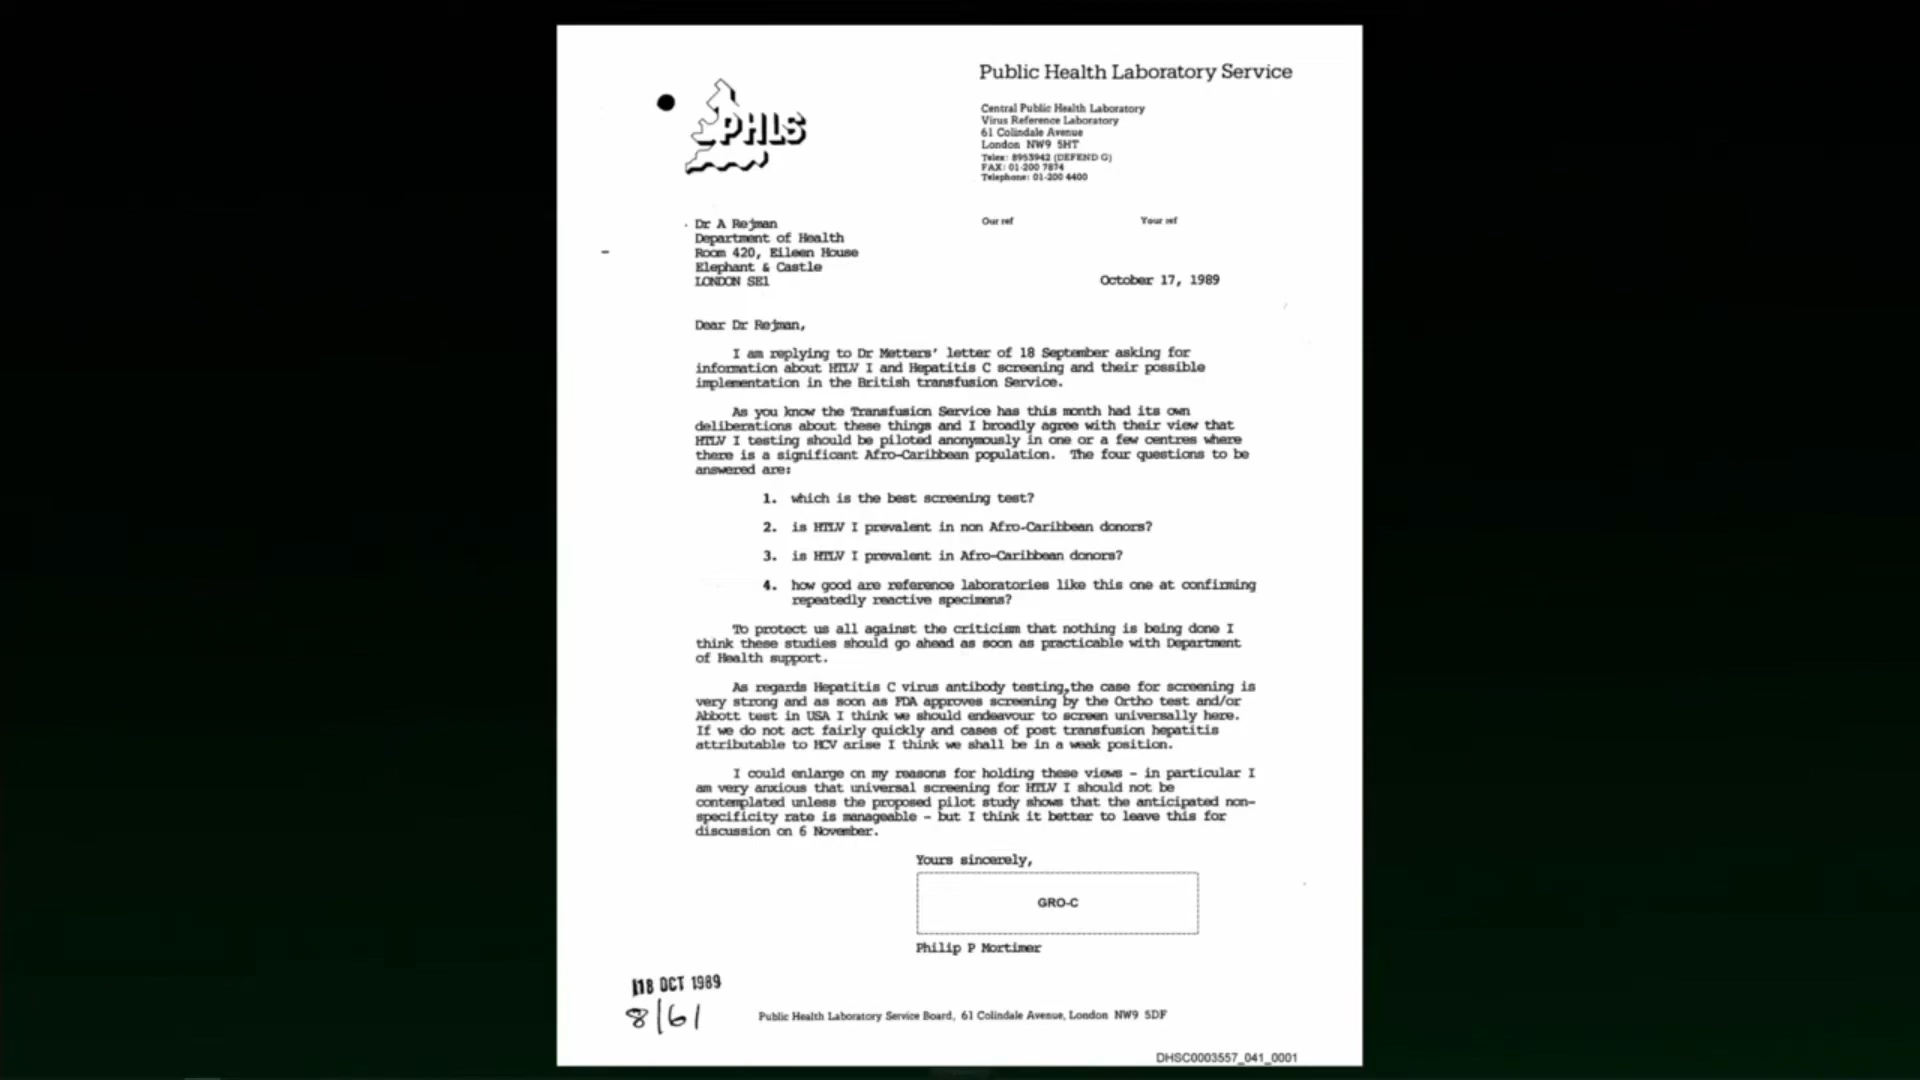 Public Health Laboratory Service
PHLS
Central Public Health Laboratory
Virus Reference Laboratory
61 Colindale Avenue
London NW9 5HT
Telex: 8953942 (DEFEND G)
FAX: 01-200 7874
Telephone: 01-200 4400
Our ref Your ref
Dr A Rejman
Department of Health
Room 420, Eileen House
Elephant & Castle
LONDON SE1
October 17, 1989
Dear Dr Rejman,
I am replying to Dr Metters' letter of 18 September asking for
information about HTLV I and Hepatitis C screening and their possible
implementation in the British transfusion Service.
As you know the Transfusion Service has this month had its own
deliberations about these things and I broadly agree with their view that
HTLV I testing should be piloted anonymously in one or a few centres where
there is a significant Afro-Caribbean population. The four questions to be
answered are:
1. which is the best screening test?
2. is HTLV I prevalent in non Afro-Caribbean donors?
3. is HTLV I prevalent in Afro-Caribbean donors?
4. how good are reference laboratories like this one at confirming
repeatedly reactive specimens?
To protect us all against the criticism that nothing is being done I
think these studies should go ahead as soon as practicable with Department
of Health support.
As regards Hepatitis C virus antibody testing,the case for screening is
very strong and as soon as FDA approves screening by the Ortho test and/or
Abbott test in USA I think we should endeavour to screen universally here.
If we do not act fairly quickly and cases of post transfusion hepatitis
attributable to HCV arise I think we shall be in a weak position.
I could enlarge on my reasons for holding these views - in particular I
am very anxious that universal screening for HTLV I should not be
contemplated unless the proposed pilot study shows that the anticipated non-
specificity rate is manageable - but I think it better to leave this for
discussion on 6 November.
Yours sincerely,
GRO-C
Philip P Mortimer
18 OCT 1989
8/61
Public Health Laboratory Service Board, 61 Colindale Avenue, London NW9 5DF
DHSC0003557_041_0001